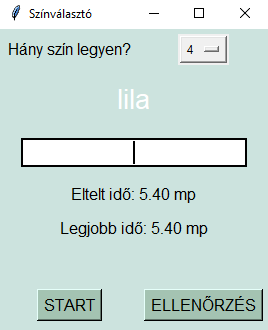 Színválasztó
Hány szín legyen? 4
lila
Eltelt idő: 5.40 mp
Legjobb idő: 5.40 mp
START ELLENŐRZÉS